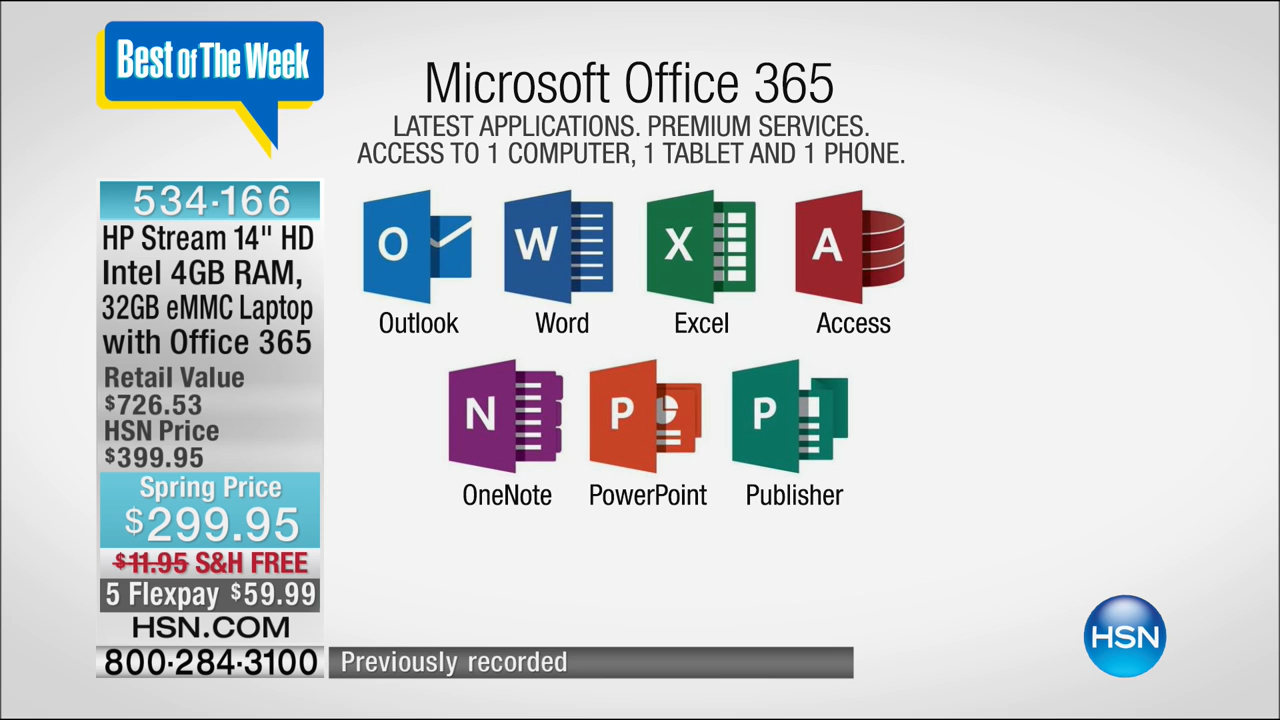 Best of The Week
Microsoft Office 365
LATEST APPLICATIONS. PREMIUM SERVICES.
ACCESS TO 1 COMPUTER, 1 TABLET AND 1 PHONE.
534·166
HP Stream 14" HD
Intel 4GB RAM,
32GB eMMC Laptop
with Office 365
Retail Value
$726.53
HSN Price
$399.95
Spring Price
$299.95
$11.95 S&H FREE
5 Flexpay $59.99
HSN.COM
800·284·3100
O W X A
Outlook Word Excel Access
N P P
OneNote PowerPoint Publisher
HSN
Previously recorded